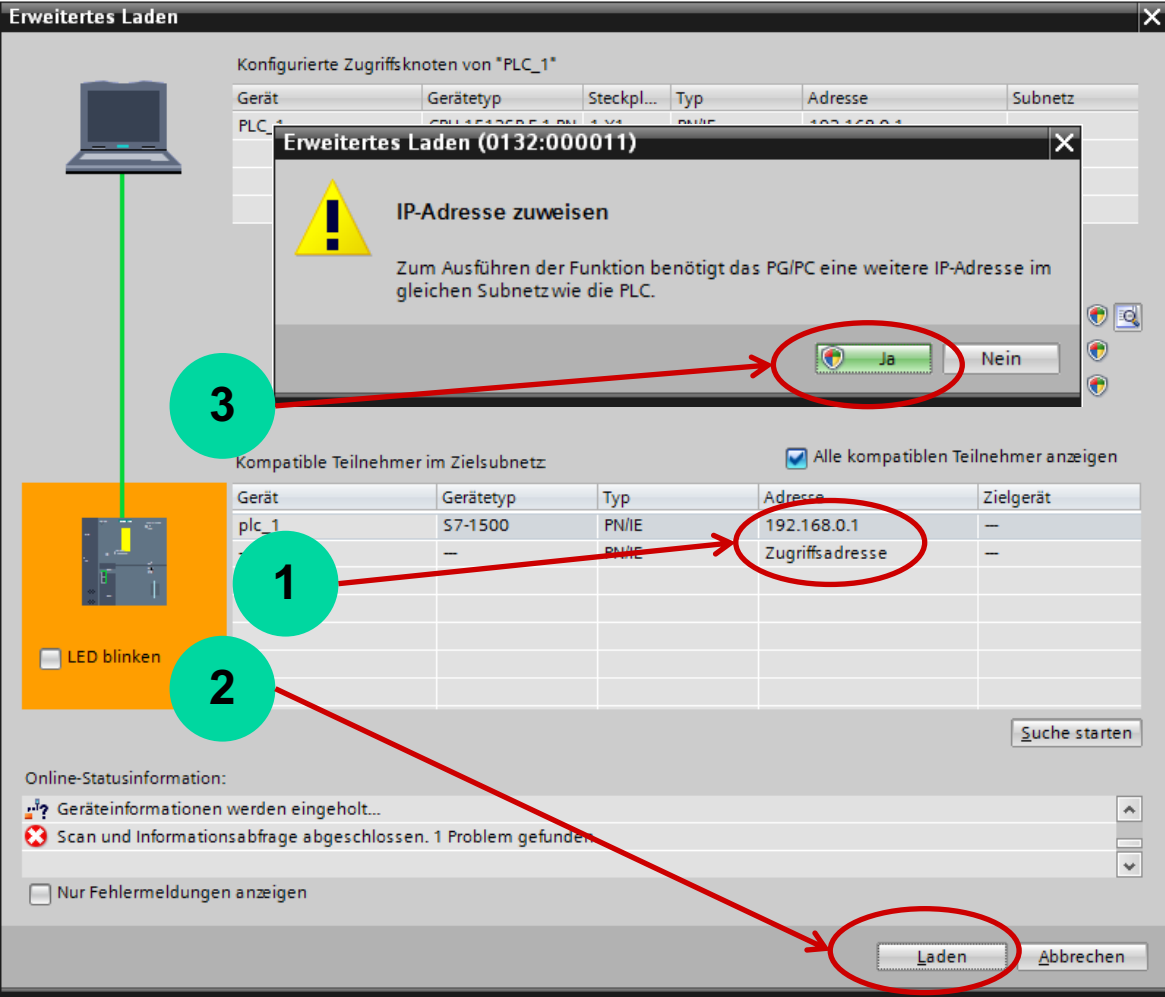 Erweitertes Laden
Konfigurierte Zugriffsknoten von "PLC_1"
Gerät Gerätetyp Steckpl... Typ Adresse Subnetz
PLC_1
Erweitertes Laden (0132:000011)
IP-Adresse zuweisen
Zum Ausführen der Funktion benötigt das PG/PC eine weitere IP-Adresse im
gleichen Subnetz wie die PLC.
Ja Nein
3
Kompatible Teilnehmer im Zielsubnetz:
Alle kompatiblen Teilnehmer anzeigen
Gerät Gerätetyp Typ Adresse Zielgerät
plc_1 S7-1500 PN/IE 192.168.0.1 —
— PN/IE Zugriffsadresse —
1
LED blinken
2
Suche starten
Online-Statusinformation:
Geräteinformationen werden eingeholt...
Scan und Informationsabfrage abgeschlossen. 1 Problem gefunden
Nur Fehlermeldungen anzeigen
Laden Abbrechen